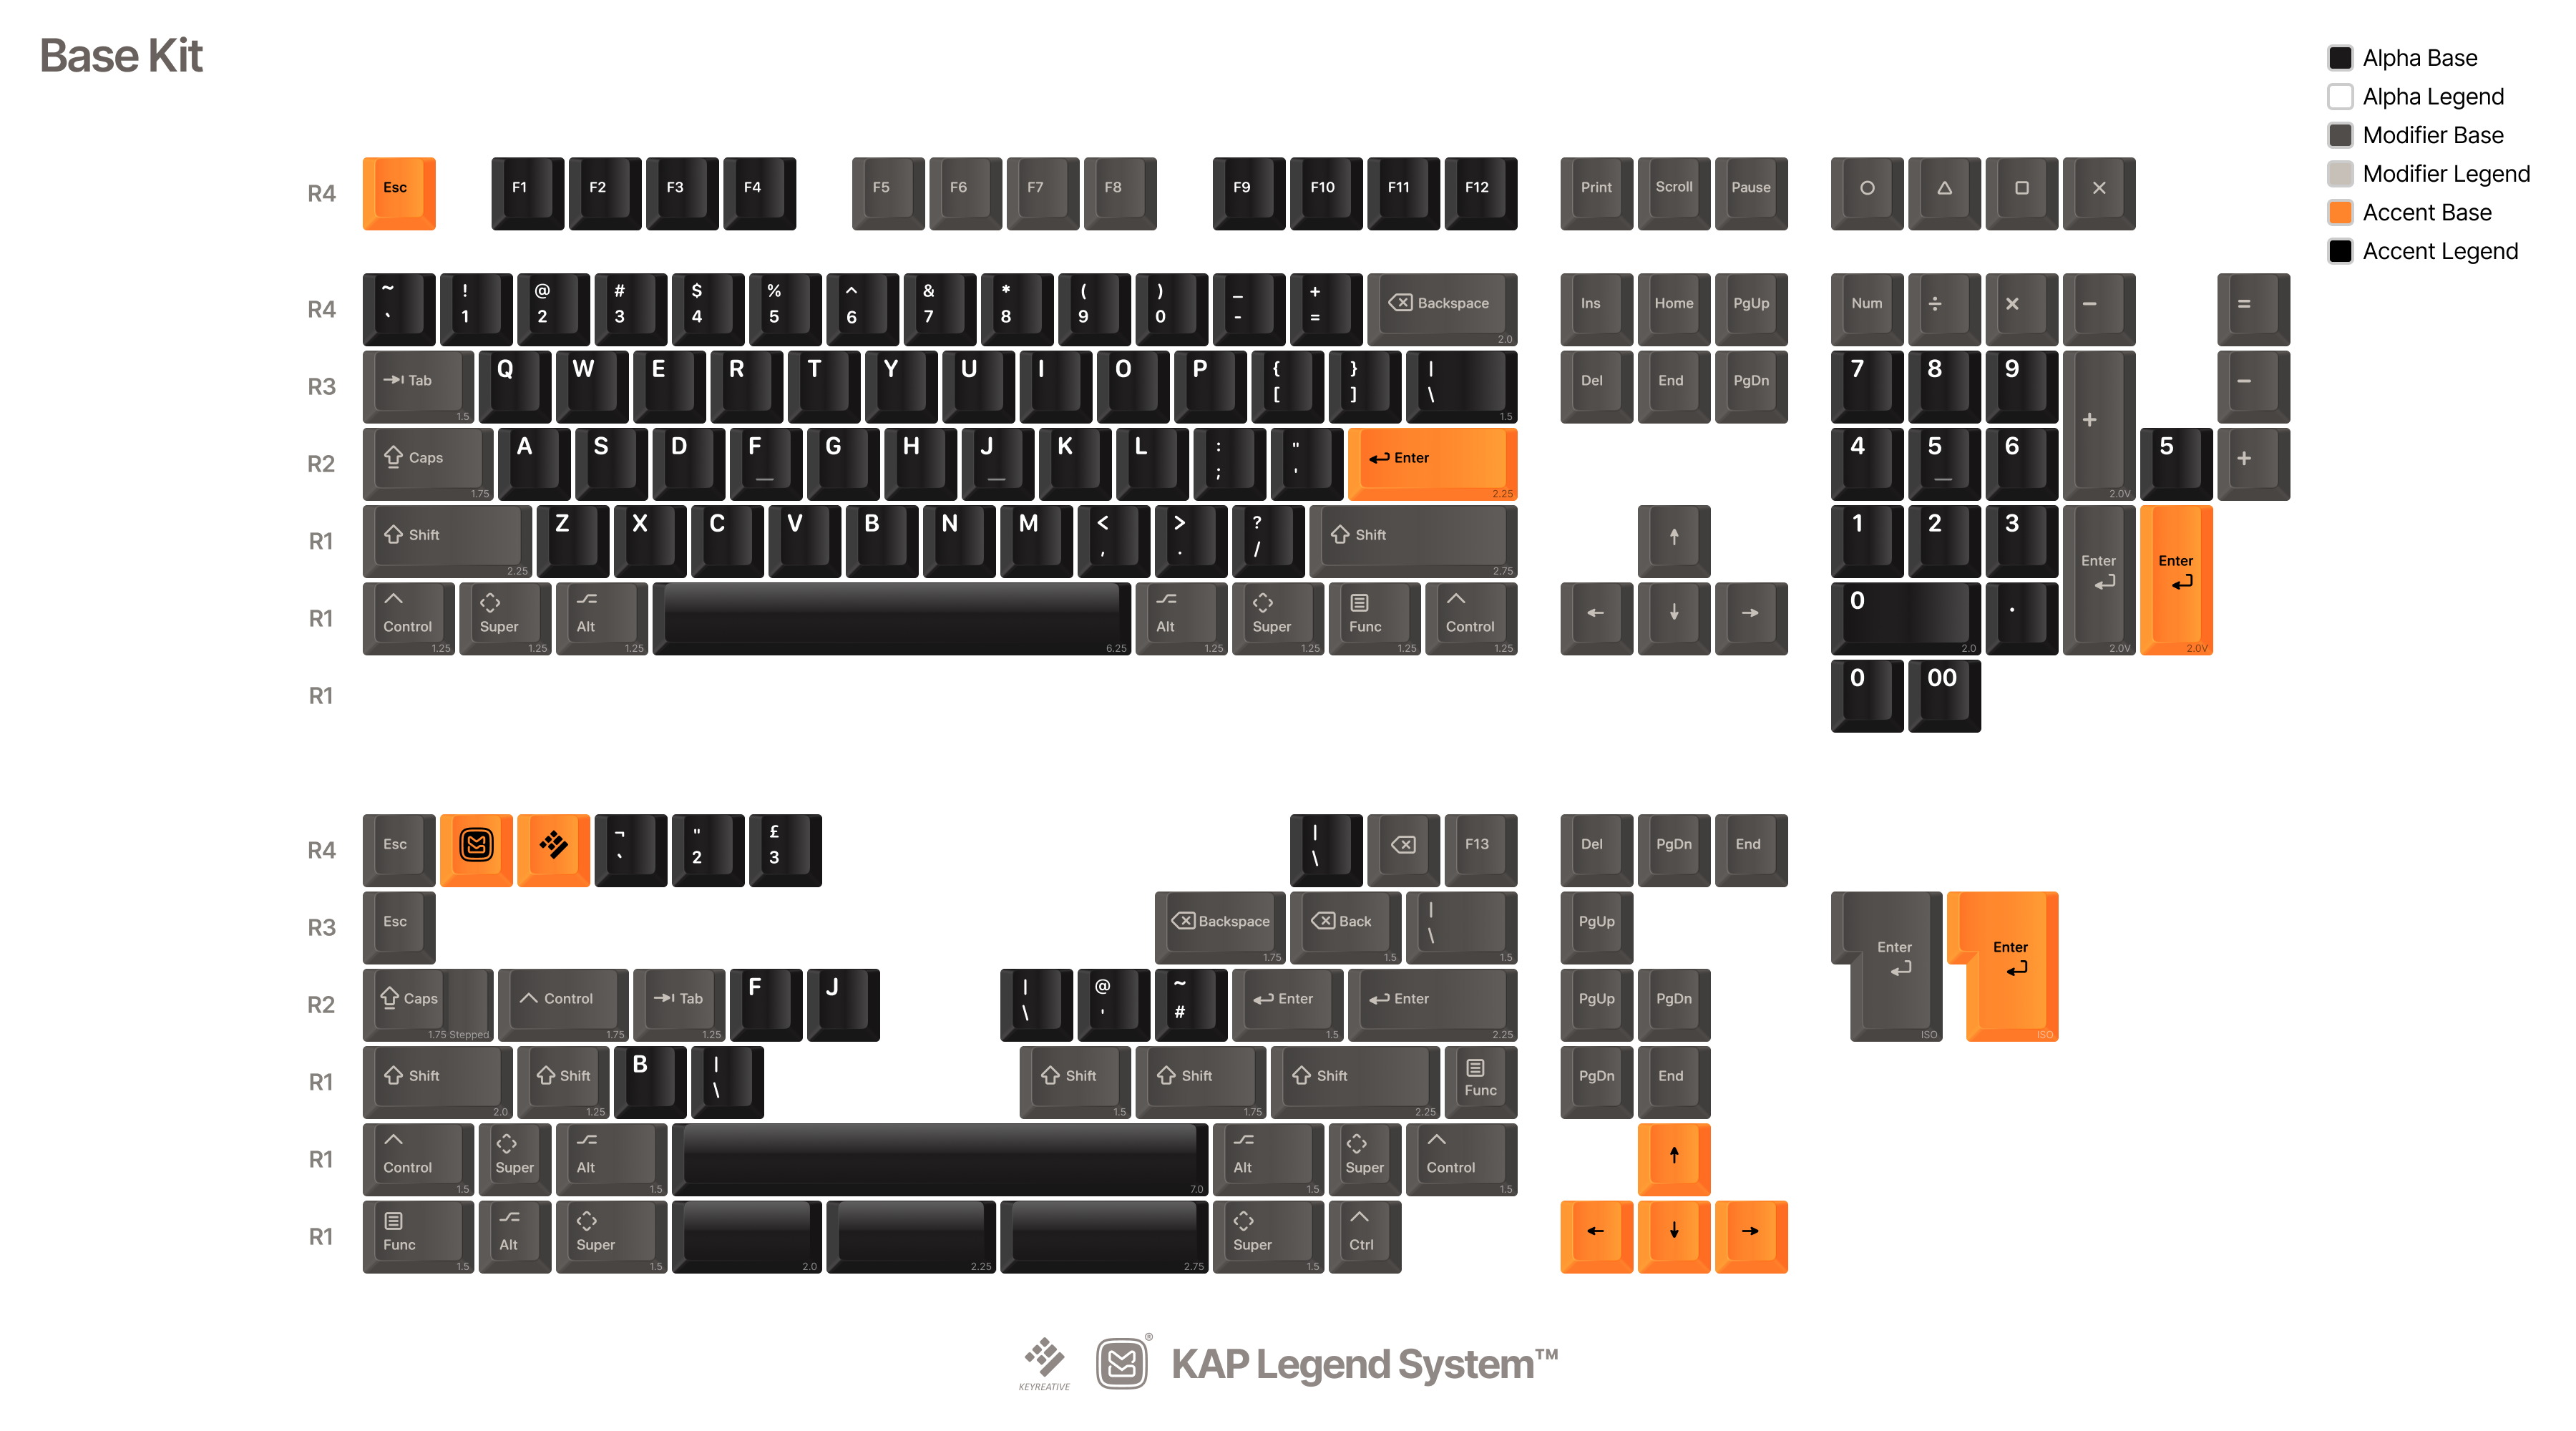 Base Kit
Alpha Base
Alpha Legend
Modifier Base
Modifier Legend
Accent Base
Accent Legend
R4 Esc F1 F2 F3 F4 F5 F6 F7 F8 F9 F10 F11 F12 Print Scroll Pause
R4 ~ ` ! 1 @ 2 # 3 $ 4 % 5 ^ 6 & 7 * 8 ( 9 ) 0 _ - + = Backspace 2.0 Ins Home PgUp Num ÷ × − =
R3 Tab 1.5 Q W E R T Y U I O P { [ } ] | \ 1.5 Del End PgDn 7 8 9 + 2.0V −
R2 Caps 1.75 A S D F G H J K L : ; " ' Enter 2.25 4 5 6 5 +
R1 Shift 2.25 Z X C V B N M < , > . ? / Shift 2.75 ↑ 1 2 3 Enter 2.0V Enter 2.0V
R1 Control 1.25 Super 1.25 Alt 1.25 6.25 Alt 1.25 Super 1.25 Func 1.25 Control 1.25 ← ↓ → 0 2.0 .
R1 0 00
R4 Esc ¬ ` " 2 £ 3 | \ F13 Del PgDn End
R3 Esc Backspace 1.75 Back 1.5 | \ 1.5 PgUp Enter ISO Enter ISO
R2 Caps 1.75 Stepped Control 1.75 Tab 1.25 F J | \ @ ' ~ # Enter 1.5 Enter 2.25 PgUp PgDn
R1 Shift 2.0 Shift 1.25 B | \ Shift 1.5 Shift 1.75 Shift 2.25 Func PgDn End
R1 Control 1.5 Super Alt 1.5 7.0 Alt 1.5 Super Control 1.5 ↑
R1 Func 1.5 Alt Super 1.5 2.0 2.25 2.75 Super 1.5 Ctrl ← ↓ →
KEYREATIVE ® KAP Legend System™